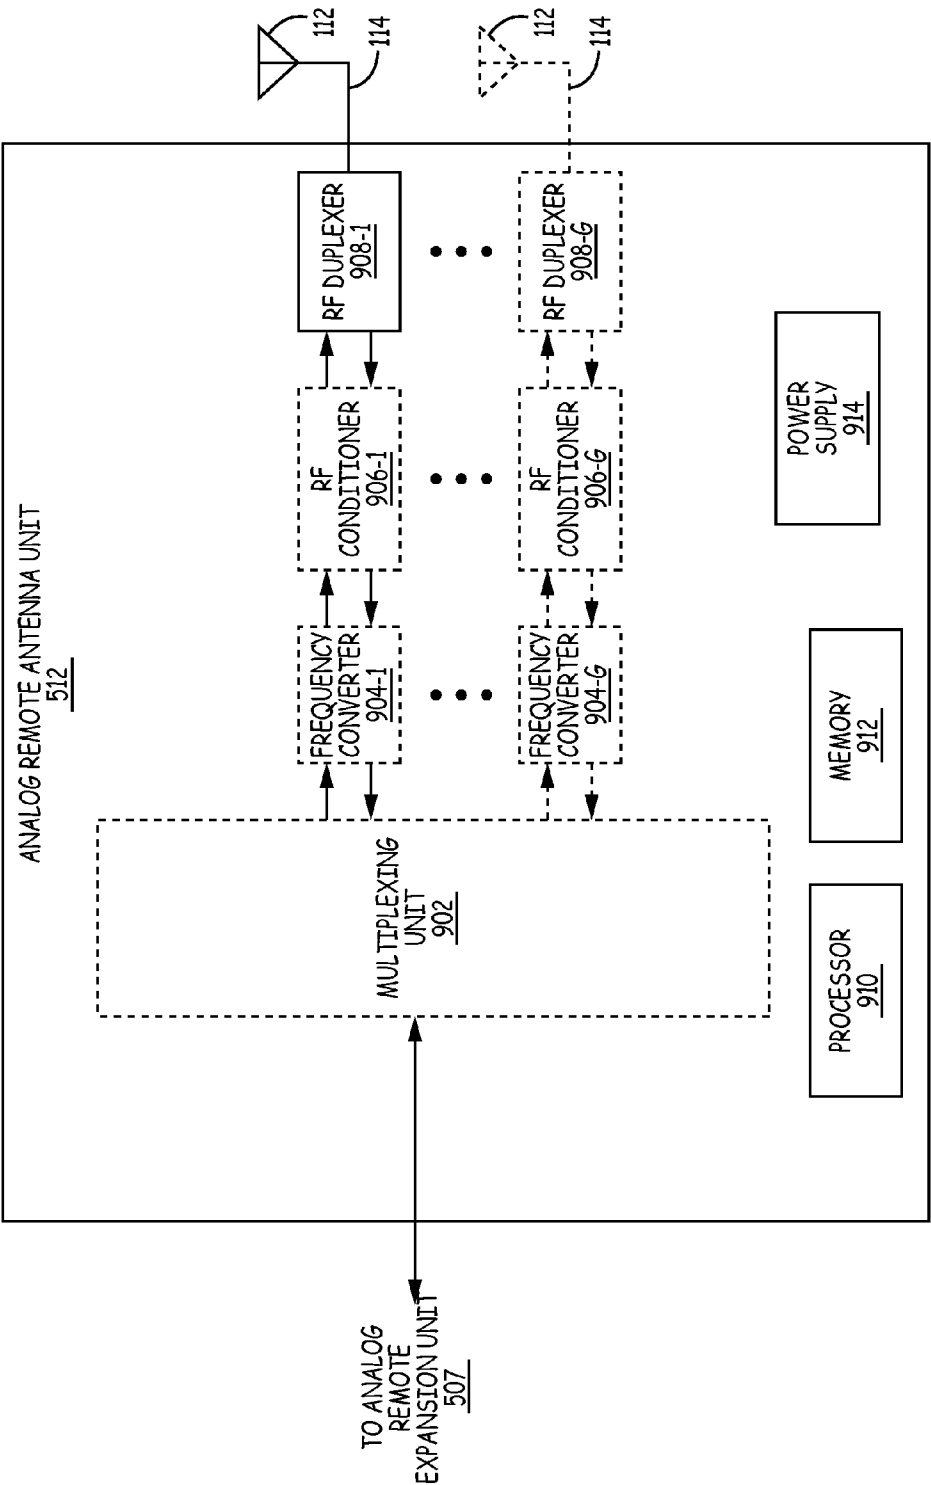 ANALOG REMOTE ANTENNA UNIT
512
TO ANALOG
REMOTE
EXPANSION UNIT
507
MULTIPLEXING
UNIT
902
FREQUENCY
CONVERTER
904-1
RF
CONDITIONER
906-1
RF DUPLEXER
908-1
112
114
FREQUENCY
CONVERTER
904-G
RF
CONDITIONER
906-G
RF DUPLEXER
908-G
112
114
PROCESSOR
910
MEMORY
912
POWER
SUPPLY
914